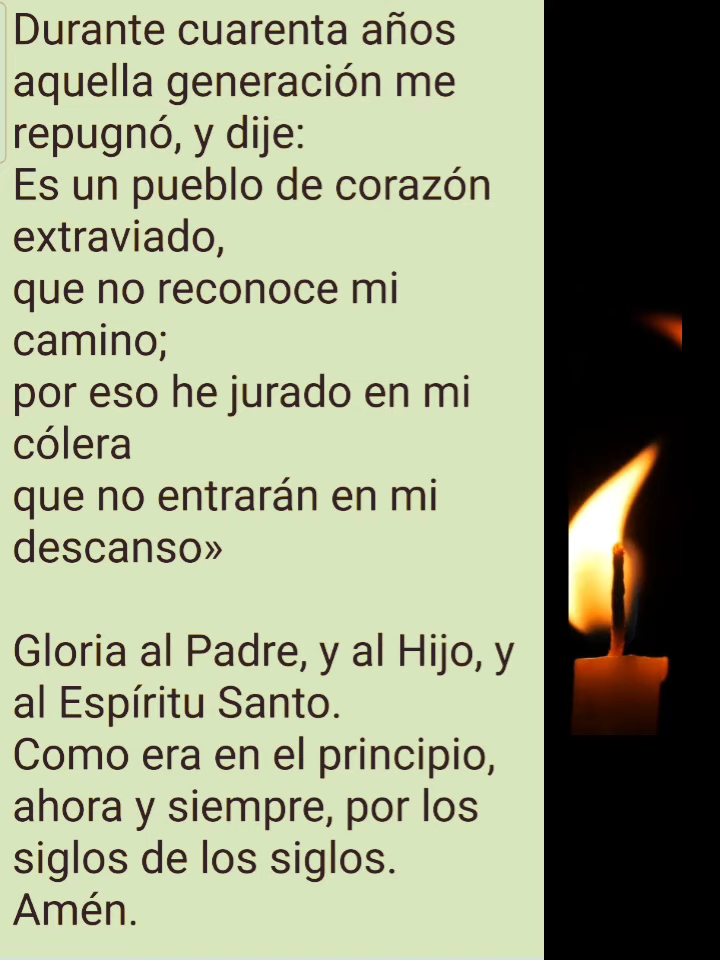 Durante cuarenta años
aquella generación me
repugnó, y dije:
Es un pueblo de corazón
extraviado,
que no reconoce mi
camino;
por eso he jurado en mi
cólera
que no entrarán en mi
descanso»
Gloria al Padre, y al Hijo, y
al Espíritu Santo.
Como era en el principio,
ahora y siempre, por los
siglos de los siglos.
Amén.